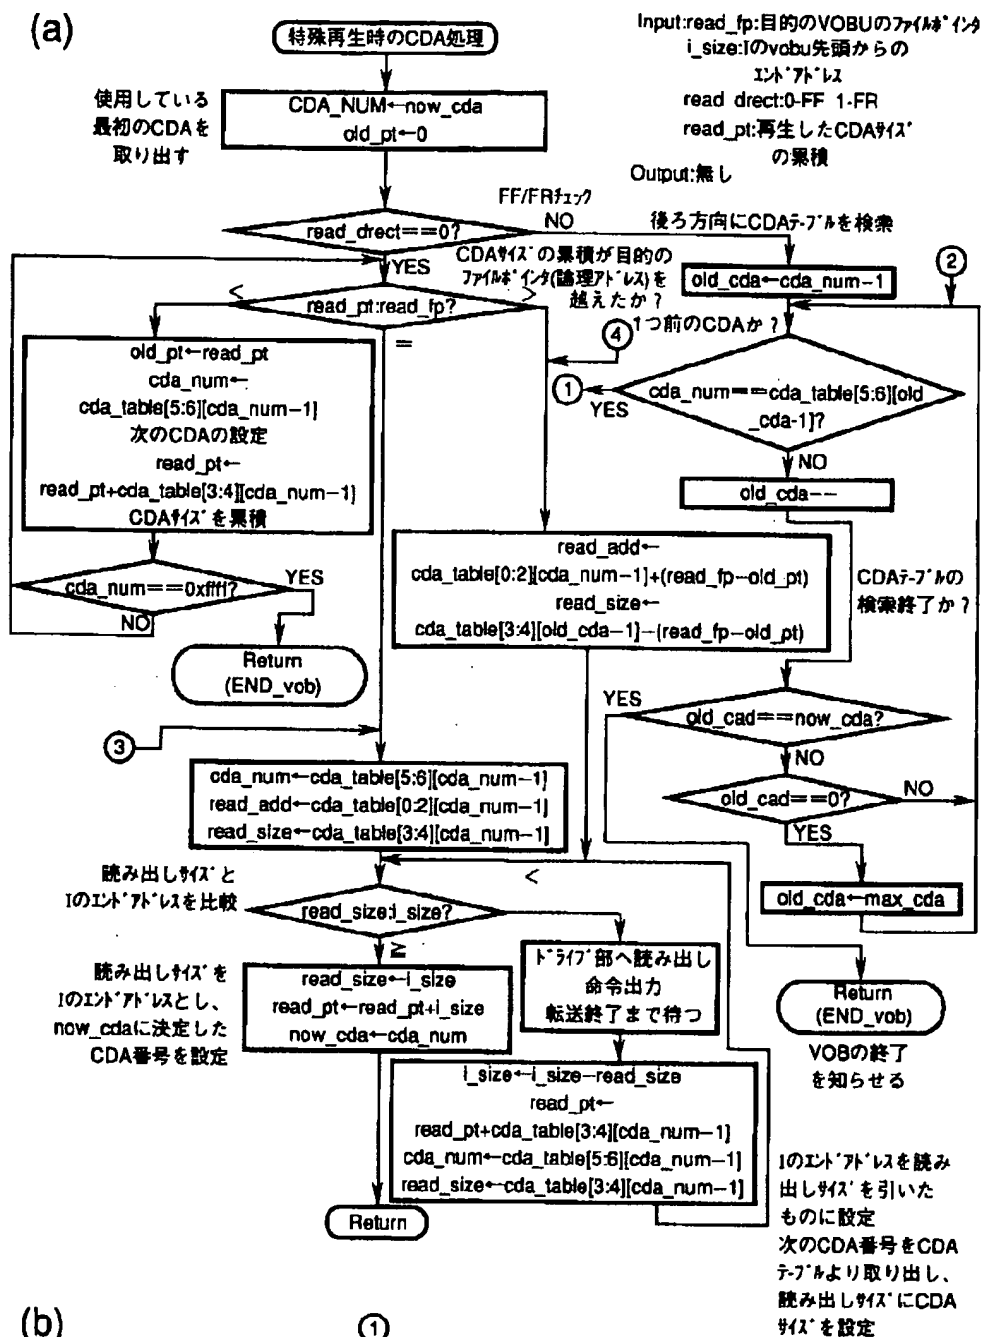 (a)
特殊再生時のCDA処理
Input:read_fp:目的のVOBUのファイルポインタ
i_size:Iのvobu先頭からの
エンドアドレス
read drect:0-FF 1-FR
read_pt:再生したCDAサイズ
の累積
Output:無し
使用している
最初のCDAを
取り出す
CDA_NUM←now_cda
old_pt←0
FF/FRチェック
read_drect==0?
NO
YES
後ろ方向にCDAテーブルを検索
old_cda←cda_num-1
②
CDAサイズの累積が目的の
ファイルポインタ(論理アドレス)を
越えたか?
<
read_pt:read_fp?
>
=
④
1つ前のCDAか?
①
YES
cda_num==cda_table[5:6][old
_cda-1]?
NO
old_cda--
old_pt←read_pt
cda_num←
cda_table[5:6][cda_num-1]
次のCDAの設定
read_pt←
read_pt+cda_table[3:4][cda_num-1]
CDAサイズを累積
cda_num==0xffff?
YES
NO
Return
(END_vob)
read_add←
cda_table[0:2][cda_num-1]+(read_fp-old_pt)
read_size←
cda_table[3:4][old_cda-1]-(read_fp-old_pt)
CDAテーブルの
検索終了か?
YES
old_cad==now_cda?
NO
old_cad==0?
NO
YES
old_cda←max_cda
Return
(END_vob)
VOBの終了
を知らせる
③
cda_num←cda_table[5:6][cda_num-1]
read_add←cda_table[0:2][cda_num-1]
read_size←cda_table[3:4][cda_num-1]
読み出しサイズと
Iのエンドアドレスを比較
read_size:i_size?
<
≧
読み出しサイズを
Iのエンドアドレスとし、
now_cdaに決定した
CDA番号を設定
read_size←i_size
read_pt←read_pt+i_size
now_cda←cda_num
ドライブ部へ読み出し
命令出力
転送終了まで待つ
i_size←i_size-read_size
read_pt←
read_pt+cda_table[3:4][cda_num-1]
cda_num←cda_table[5:6][cda_num-1]
read_size←cda_table[3:4][cda_num-1]
Return
Iのエンドアドレスを読み
出しサイズを引いた
ものに設定
次のCDA番号をCDA
テーブルより取り出し、
読み出しサイズにCDA
サイズを設定
(b)
①